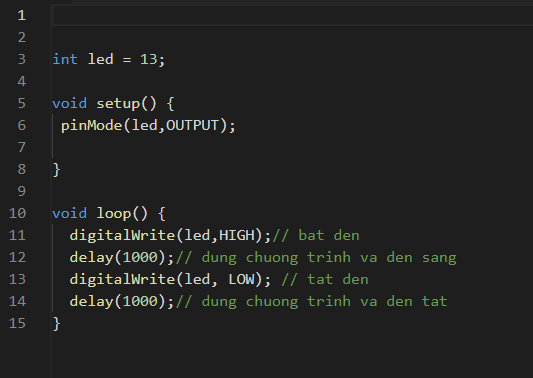 1
2
3 int led = 13;
4
5 void setup() {
6 pinMode(led,OUTPUT);
7
8 }
9
10 void loop() {
11 digitalWrite(led,HIGH);// bat den
12 delay(1000);// dung chuong trinh va den sang
13 digitalWrite(led, LOW); // tat den
14 delay(1000);// dung chuong trinh va den tat
15 }